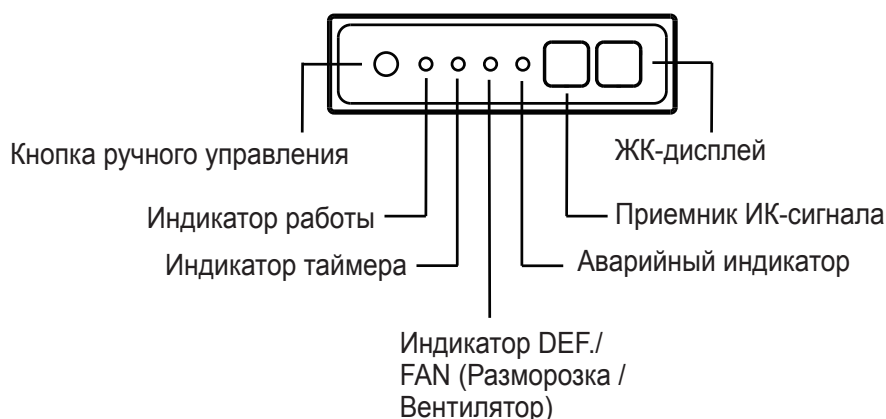 Кнопка ручного управления
ЖК-дисплей
Индикатор работы
Приемник ИК-сигнала
Индикатор таймера
Аварийный индикатор
Индикатор DEF./
FAN (Разморозка /
Вентилятор)